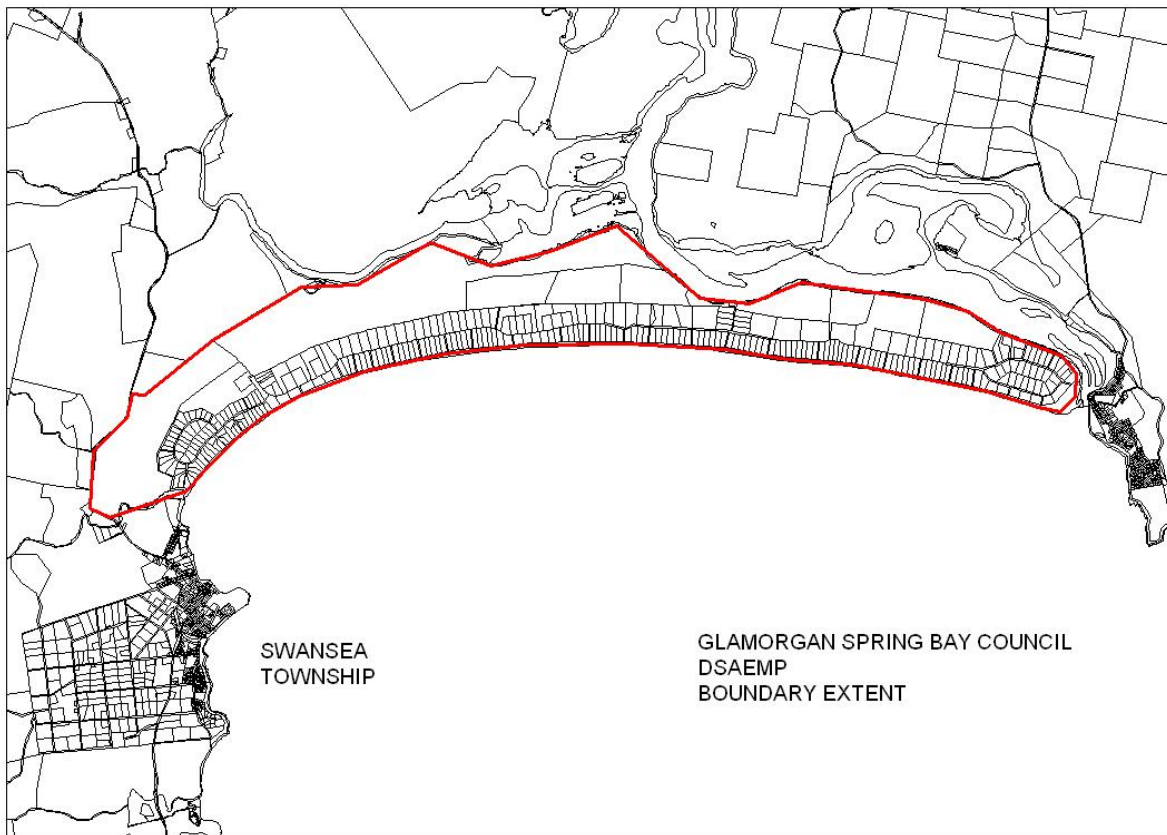 SWANSEA
TOWNSHIP
GLAMORGAN SPRING BAY COUNCIL
DSAEMP
BOUNDARY EXTENT